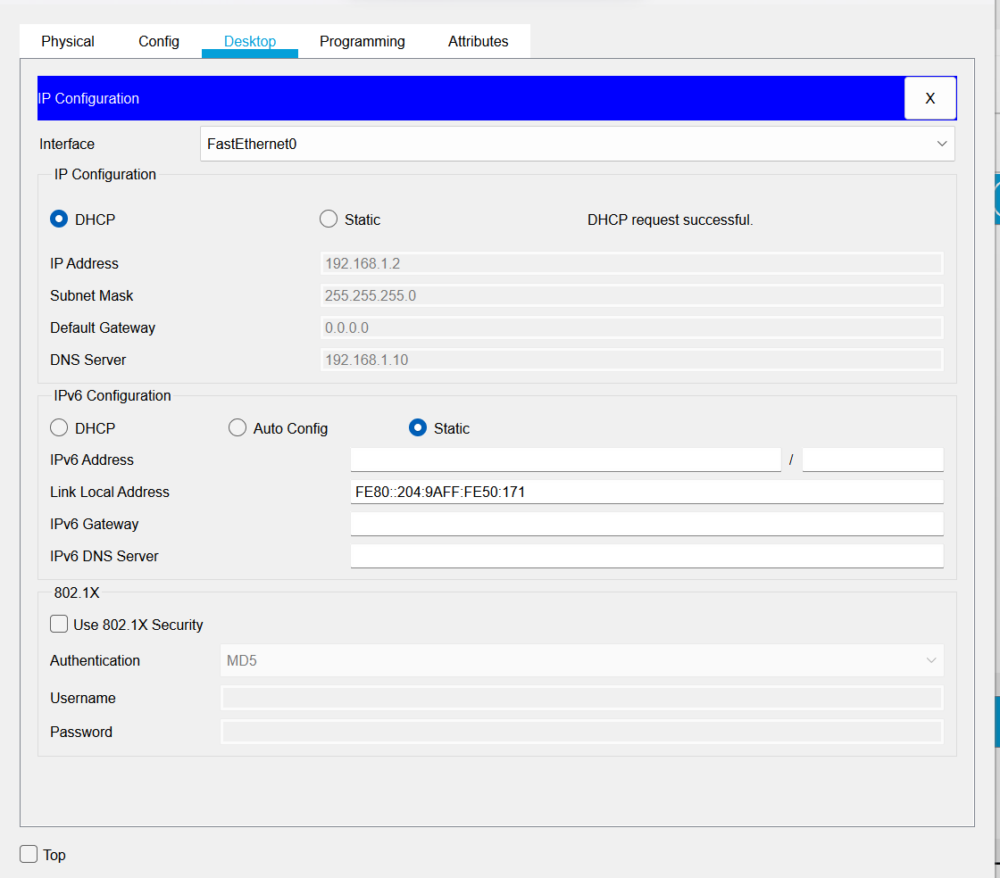 Physical Config Desktop Programming Attributes
IP Configuration X
Interface FastEthernet0
IP Configuration
DHCP Static DHCP request successful.
IP Address 192.168.1.2
Subnet Mask 255.255.255.0
Default Gateway 0.0.0.0
DNS Server 192.168.1.10
IPv6 Configuration
DHCP Auto Config Static
IPv6 Address /
Link Local Address FE80::204:9AFF:FE50:171
IPv6 Gateway
IPv6 DNS Server
802.1X
Use 802.1X Security
Authentication MD5
Username
Password
Top